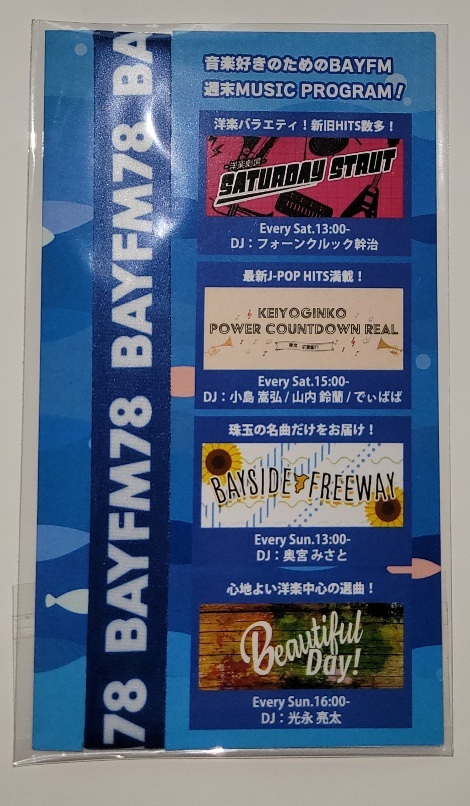 音楽好きのためのBAYFM
週末MUSIC PROGRAM!
洋楽バラエティ!新旧HITS数多!
-洋楽劇場-
SATURDAY STRUT
Every Sat.13:00-
DJ:フォーンクルック幹治
最新J-POP HITS満載!
KEIYOGINKO
POWER COUNTDOWN REAL
Every Sat.15:00-
DJ:小島 嵩弘 / 山内 鈴蘭 / でぃぱぱ
珠玉の名曲だけをお届け!
BAYSIDE FREEWAY
Every Sun.13:00-
DJ:奥宮 みさと
心地よい洋楽中心の選曲!
Beautiful
Day!
Every Sun.16:00-
DJ:光永 亮太
78 BAYFM78 BAYFM78 BA